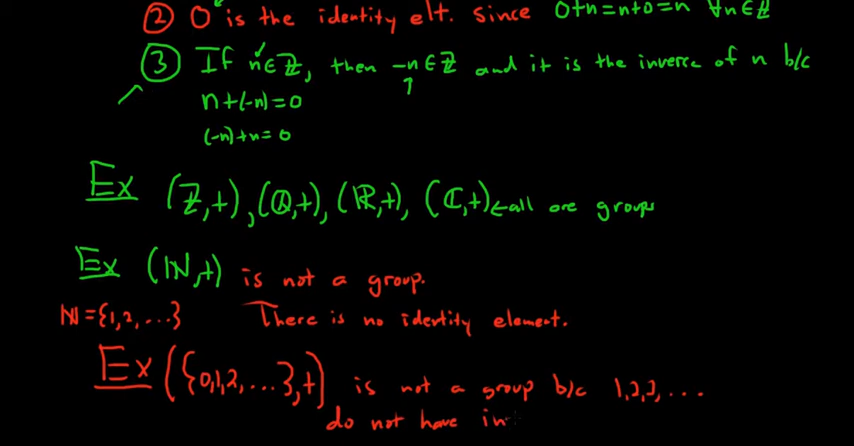 ② 0 is the identity elt. since 0+n=n+0=n ∀n∈ℤ
③ If n∈ℤ, then -n∈ℤ and it is the inverse of n b/c
n+(-n)=0
(-n)+n=0
Ex (ℤ,+),(ℚ,+),(ℝ,+),(ℂ,+)←all are groups
Ex (ℕ,+) is not a group.
ℕ={1,2,...} There is no identity element.
Ex ({0,1,2,...},+) is not a group b/c 1,2,3,...
do not have in